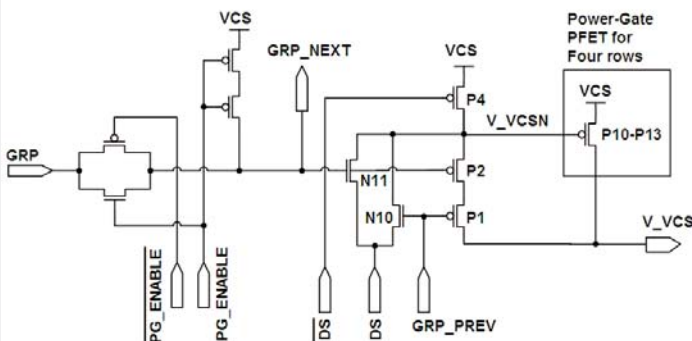 Power-Gate
PFET for
Four rows
VCS
GRP_NEXT
VCS
VCS
P4
V_VCSN
P10-P13
GRP
N11
P2
N10
P1
V_VCS
PG_ENABLE
PG_ENABLE
DS
DS
GRP_PREV